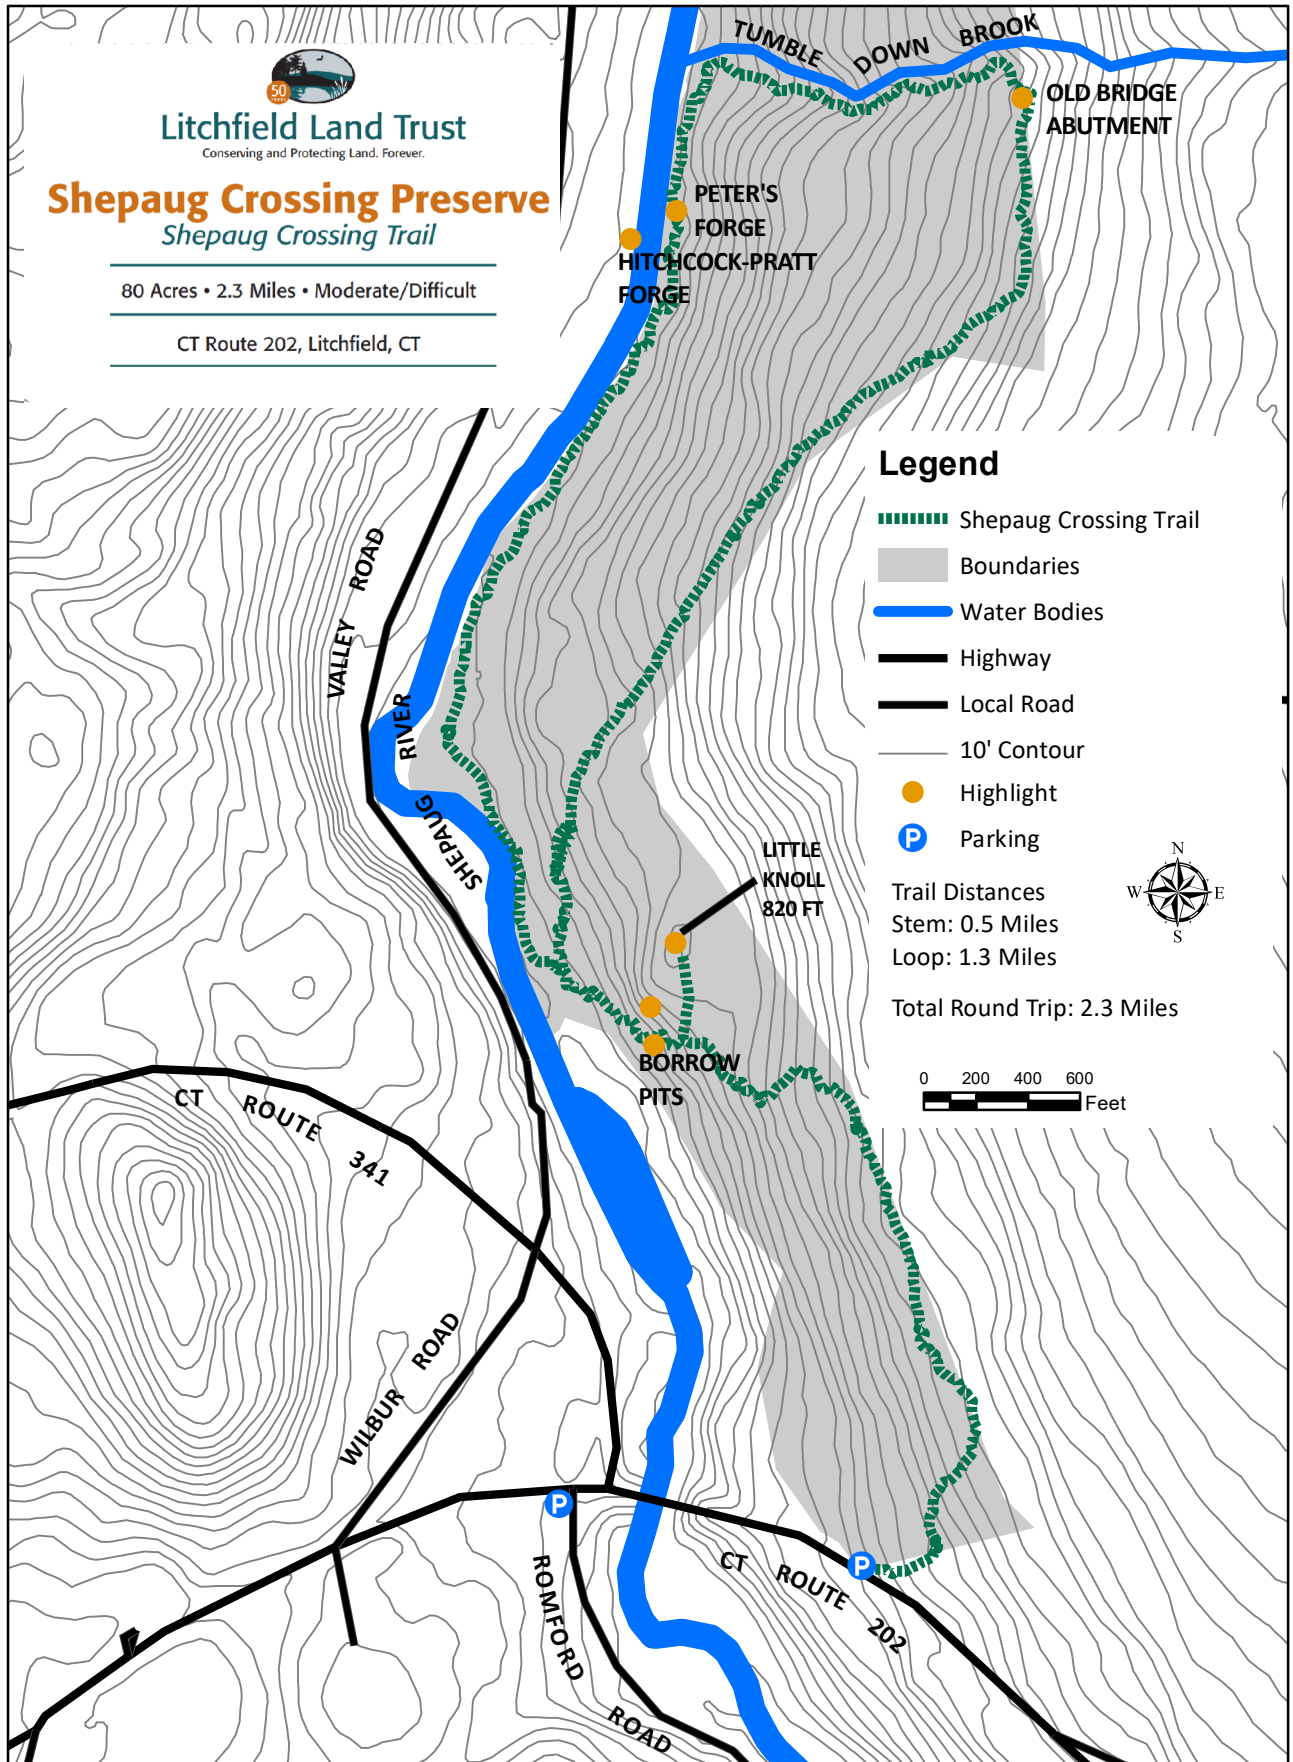 50
YEARS
Litchfield Land Trust
Conserving and Protecting Land. Forever.
Shepaug Crossing Preserve
Shepaug Crossing Trail
80 Acres • 2.3 Miles • Moderate/Difficult
CT Route 202, Litchfield, CT
TUMBLE DOWN BROOK
OLD BRIDGE
ABUTMENT
PETER'S
FORGE
HITCHCOCK-PRATT
FORGE
VALLEY ROAD
SHEPAUG RIVER
Legend
Shepaug Crossing Trail
Boundaries
Water Bodies
Highway
Local Road
10' Contour
Highlight
P Parking
Trail Distances
Stem: 0.5 Miles
Loop: 1.3 Miles
Total Round Trip: 2.3 Miles
N
W E
S
0 200 400 600
Feet
LITTLE
KNOLL
820 FT
BORROW
PITS
CT ROUTE 341
WILBUR ROAD
P
P
CT ROUTE 202
ROMFORD ROAD